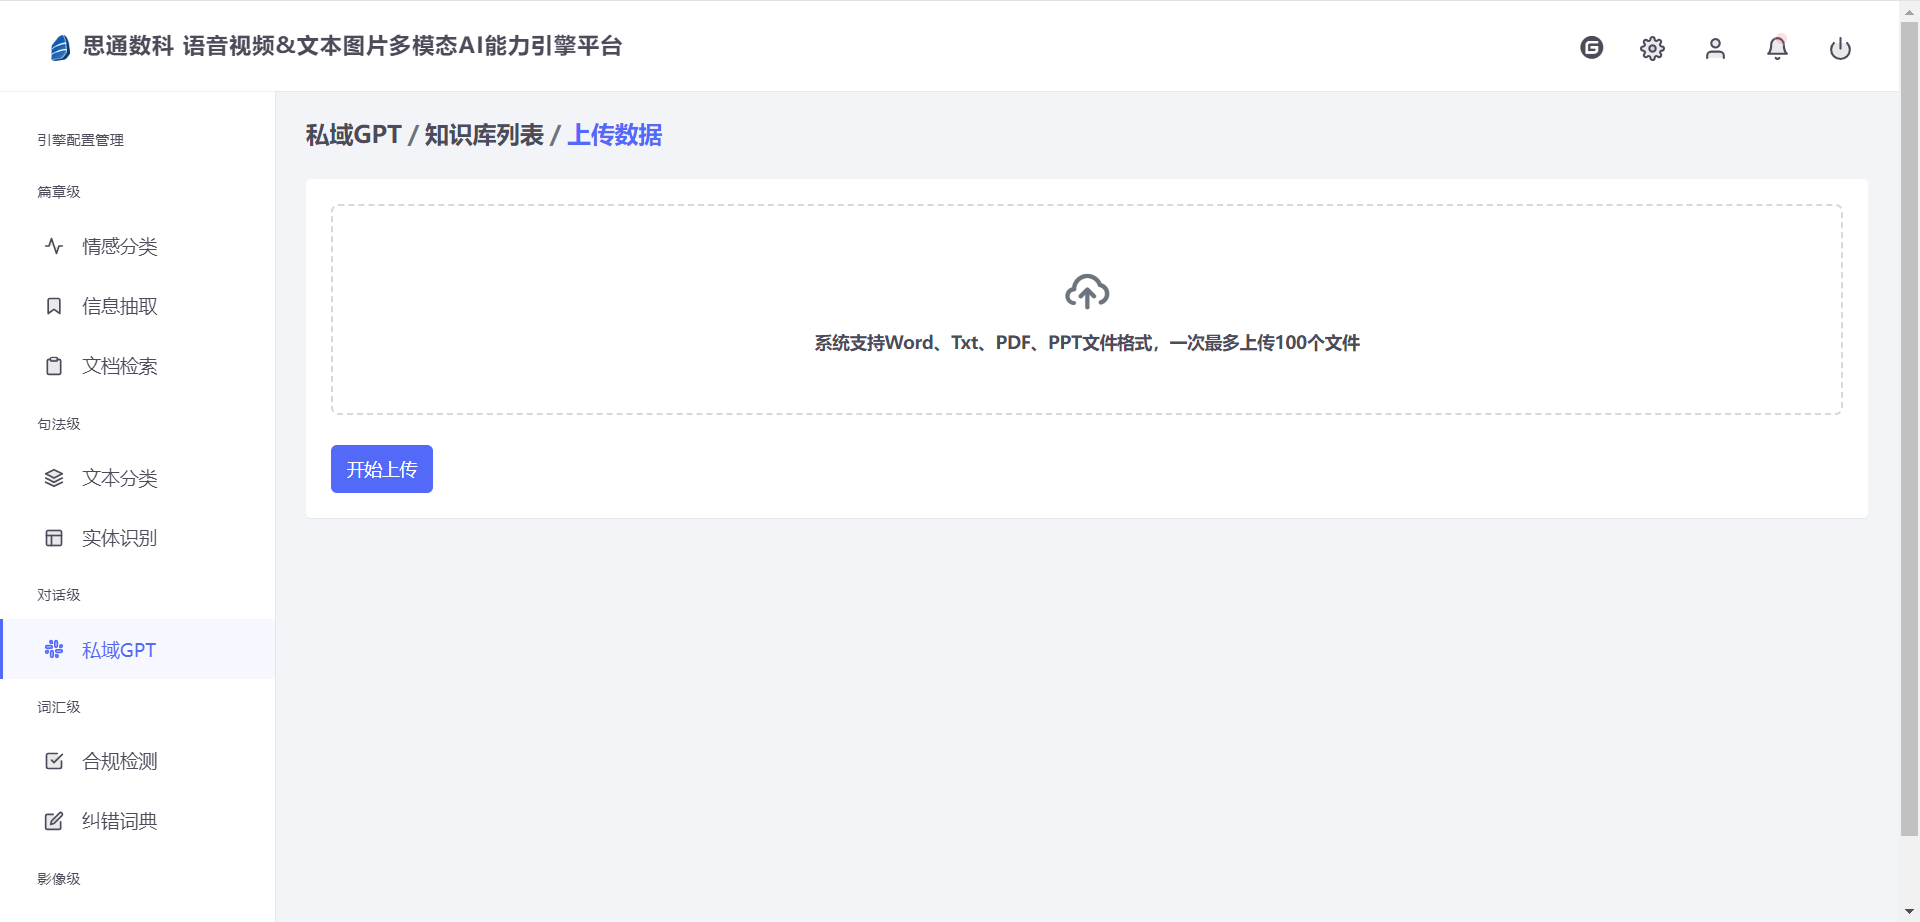 思通数科 语音视频&文本图片多模态AI能力引擎平台
引擎配置管理
篇章级
情感分类
信息抽取
文档检索
句法级
文本分类
实体识别
对话级
私域GPT
词汇级
合规检测
纠错词典
影像级
私域GPT / 知识库列表 / 上传数据
系统支持Word、Txt、PDF、PPT文件格式，一次最多上传100个文件
开始上传